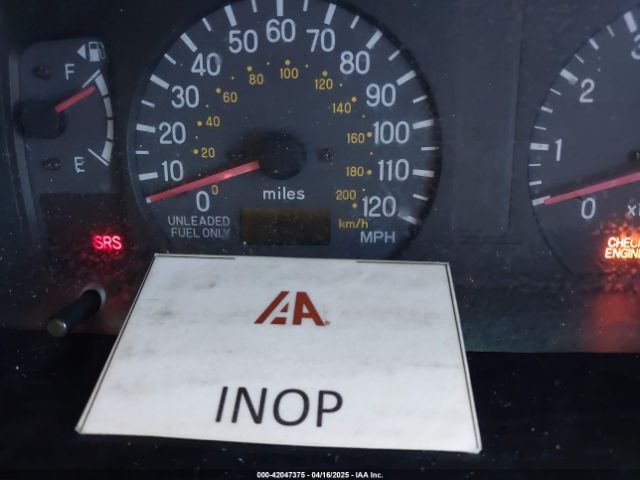 F
E
SRS
0
10
20
30
40
50
60
70
80
90
100
110
120
0
20
40
60
80
100
120
140
160
180
200
km/h
miles
MPH
UNLEADED
FUEL ONLY
0
1
2
3
CHECK
ENGINE
IAA
INOP
000-42047375 - 04/16/2025 - IAA Inc.